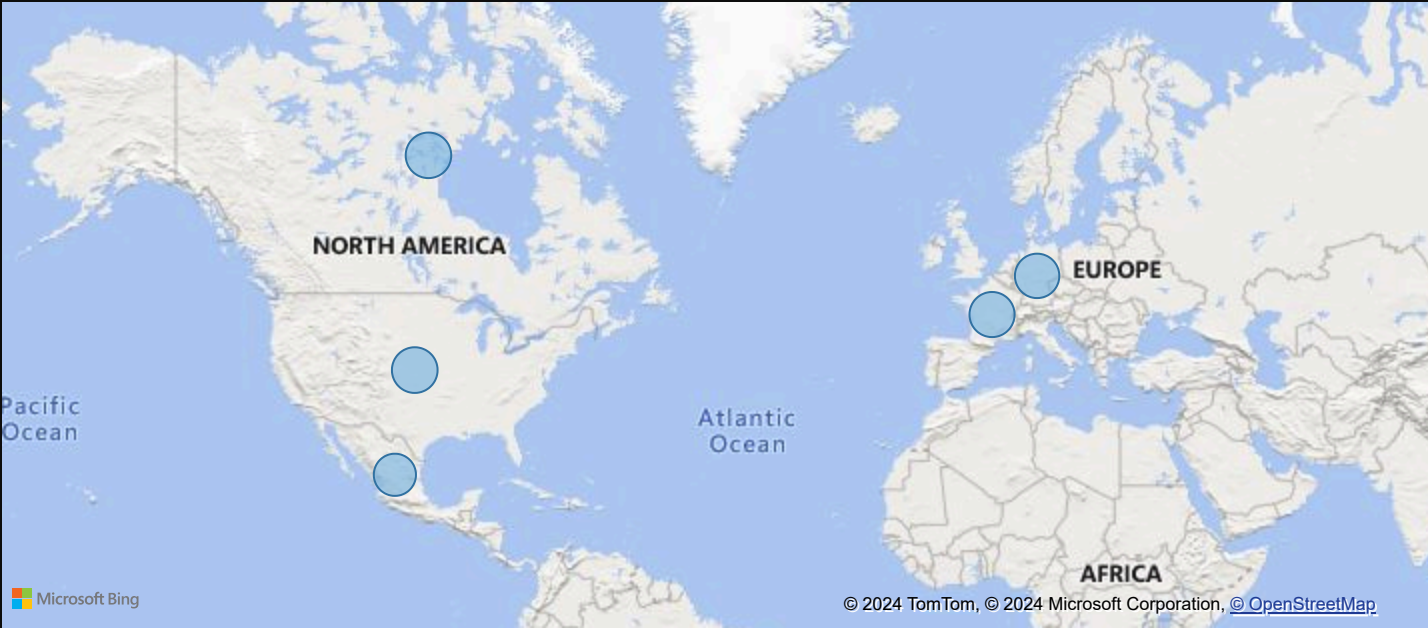 NORTH AMERICA
EUROPE
Pacific
Ocean
Atlantic
Ocean
AFRICA
Microsoft Bing
© 2024 TomTom, © 2024 Microsoft Corporation, © OpenStreetMap